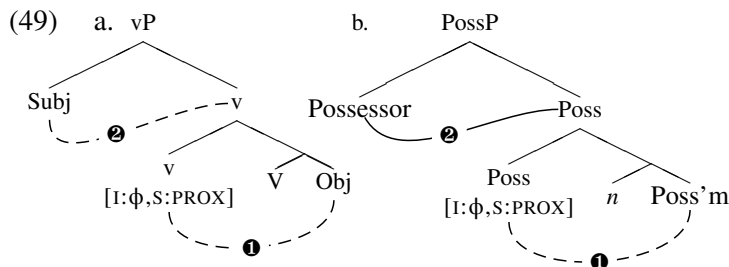 (49) a. vP b. PossP
Subj v Possessor Poss
❷ ❷
v V Obj Poss n Poss'm
[I:ϕ,S:PROX] [I:ϕ,S:PROX]
❶ ❶